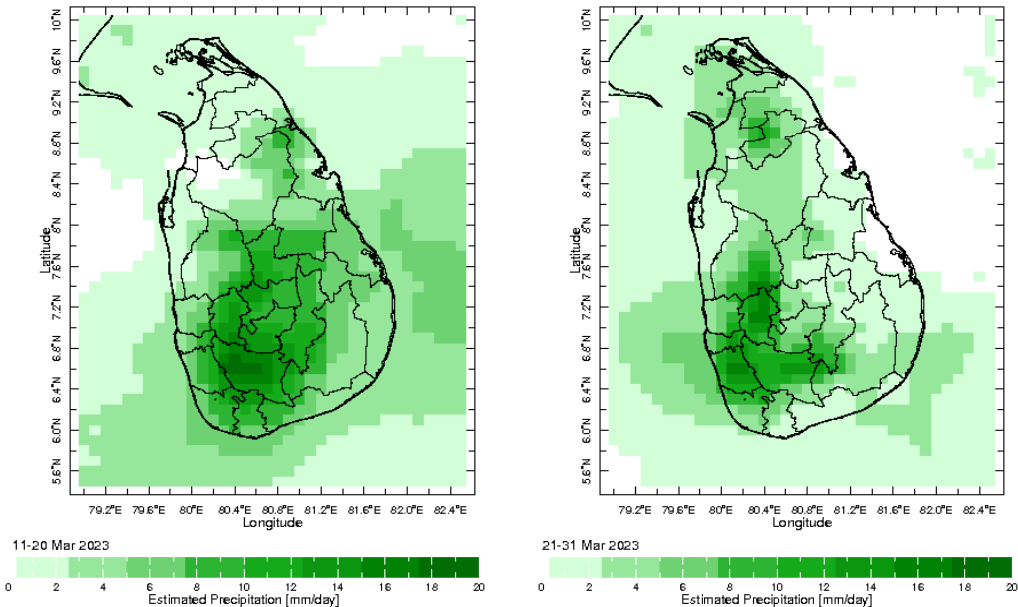 10°N
9.6°N
9.2°N
8.8°N
8.4°N
8°N
7.6°N
7.2°N
6.8°N
6.4°N
6.0°N
5.6°N
Latitude
79.2°E 79.6°E 80°E 80.4°E 80.8°E 81.2°E 81.6°E 82.0°E 82.4°E
Longitude
11-20 Mar 2023
0 2 4 6 8 10 12 14 16 18 20
Estimated Precipitation [mm/day]
10°N
9.6°N
9.2°N
8.8°N
8.4°N
8°N
7.6°N
7.2°N
6.8°N
6.4°N
6.0°N
5.6°N
Latitude
79.2°E 79.6°E 80°E 80.4°E 80.8°E 81.2°E 81.6°E 82.0°E 82.4°E
Longitude
21-31 Mar 2023
0 2 4 6 8 10 12 14 16 18 20
Estimated Precipitation [mm/day]